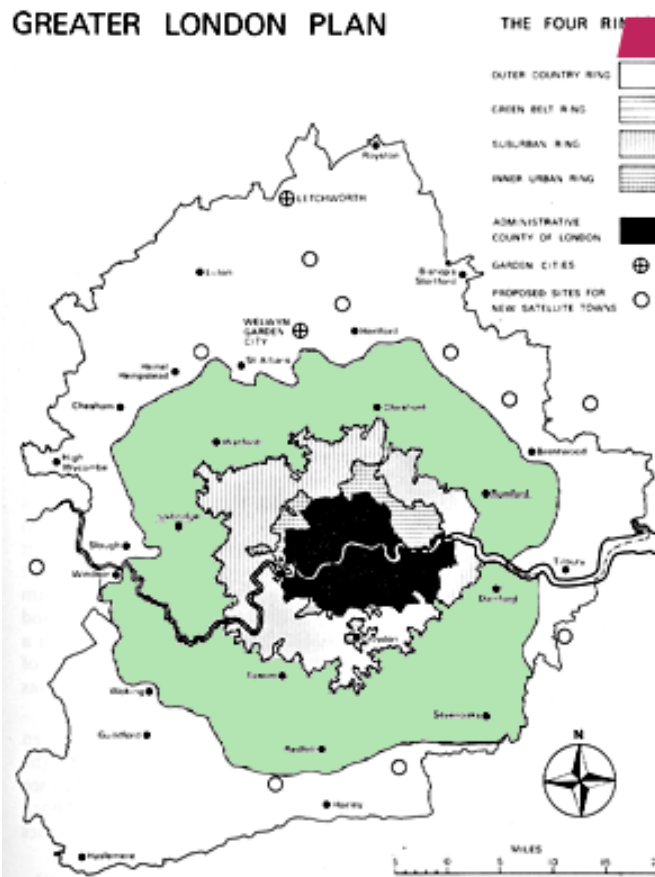 GREATER LONDON PLAN
THE FOUR
OUTER COUNTRY RING
GREEN BELT RING
SUBURBAN RING
INNER URBAN RING
ADMINISTRATIVE
COUNTY OF LONDON
GARDEN CITIES
PROPOSED SITES FOR
NEW SATELLITE TOWNS
Royston
LETCHWORTH
Luton
Bishops
Stortford
WELWYN
GARDEN
CITY
Hertford
St Albans
Hemel
Hempstead
Chesham
Cheshunt
Watford
High
Wycombe
Brentwood
Romford
Uxbridge
Slough
Windsor
Tilbury
Dartford
Croydon
Epsom
Woking
Sevenoaks
Guildford
Redhill
Horley
Haslemere
N
MILES
5
10
15